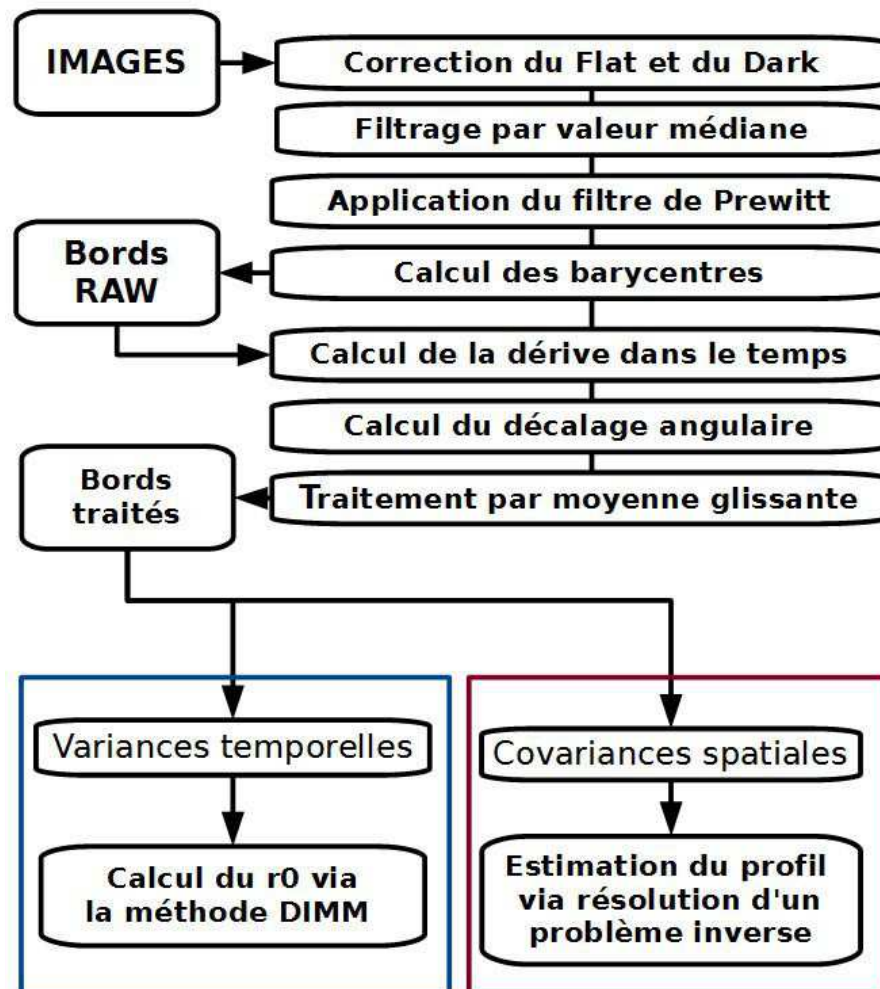 IMAGES
Correction du Flat et du Dark
Filtrage par valeur médiane
Application du filtre de Prewitt
Bords
RAW
Calcul des barycentres
Calcul de la dérive dans le temps
Calcul du décalage angulaire
Bords
traités
Traitement par moyenne glissante
Variances temporelles
Calcul du r0 via
la méthode DIMM
Covariances spatiales
Estimation du profil
via résolution d'un
problème inverse